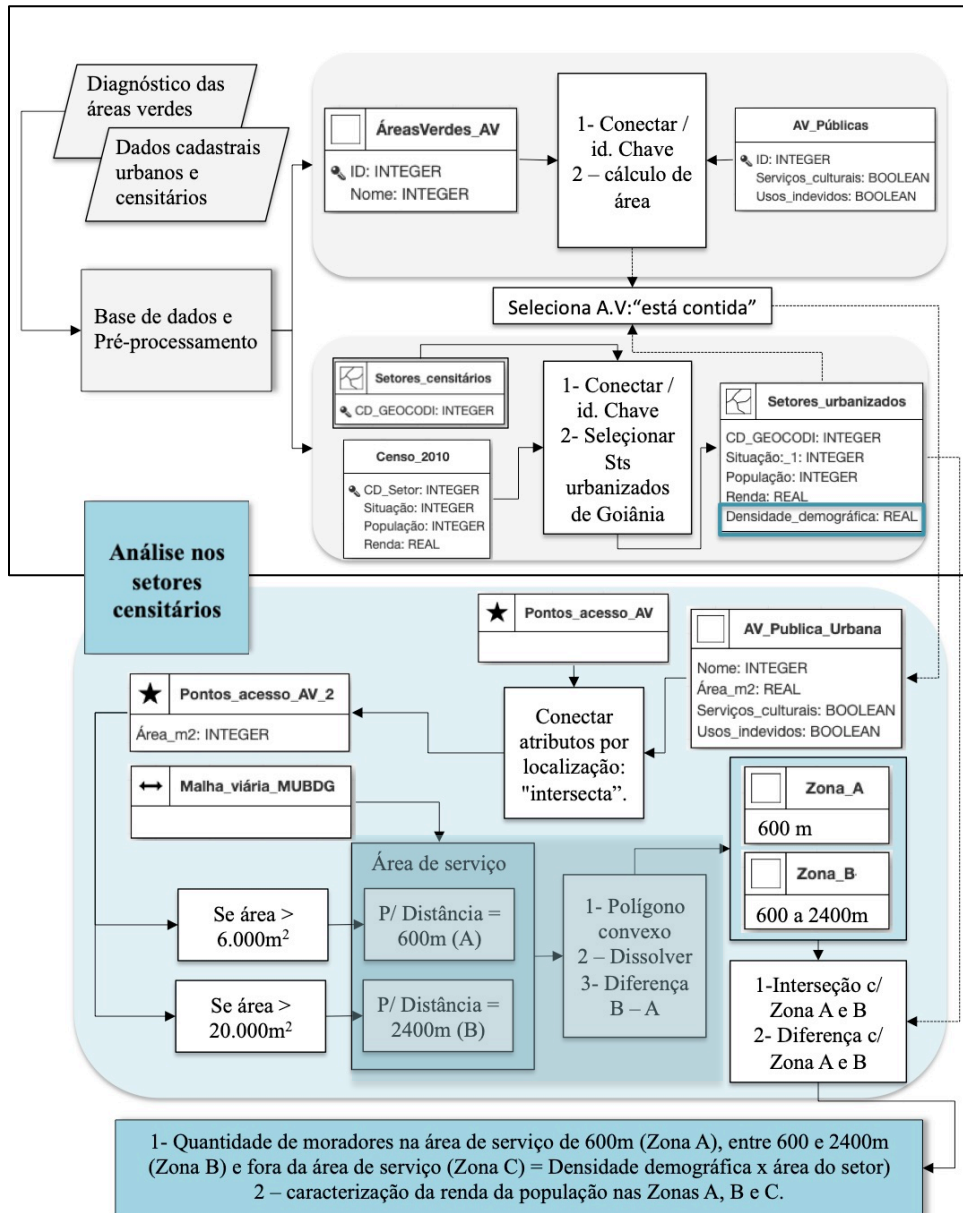 Diagnóstico das
áreas verdes
Dados cadastrais
urbanos e
censitários
Base de dados e
Pré-processamento
ÁreasVerdes_AV
ID: INTEGER
Nome: INTEGER
1- Conectar /
id. Chave
2 – cálculo de
área
AV_Públicas
ID: INTEGER
Serviços_culturais: BOOLEAN
Usos_indevidos: BOOLEAN
Seleciona A.V:“está contida”
Setores_censitários
CD_GEOCODI: INTEGER
Censo_2010
CD_Setor: INTEGER
Situação: INTEGER
População: INTEGER
Renda: REAL
1- Conectar /
id. Chave
2- Seleçionar
Sts
urbanizados
de Goiânia
Setores_urbanizados
CD_GEOCODI: INTEGER
Situação:_1: INTEGER
População: INTEGER
Renda: REAL
Densidade_demográfica: REAL
Análise nos
setores
censitários
Pontos_acesso_AV
AV_Publica_Urbana
Nome: INTEGER
Área_m2: REAL
Serviços_culturais: BOOLEAN
Usos_indevidos: BOOLEAN
Pontos_acesso_AV_2
Área_m2: INTEGER
Conectar
atributos por
localização:
"intersecta”.
Malha_viária_MUBDG
Zona_A
600 m
Zona_B
600 a 2400m
Área de serviço
Se área >
6.000m²
P/ Distância =
600m (A)
Se área >
20.000m²
P/ Distância =
2400m (B)
1- Polígono
convexo
2 – Dissolver
3- Diferença
B – A
1-Interseção c/
Zona A e B
2- Diferença c/
Zona A e B
1- Quantidade de moradores na área de serviço de 600m (Zona A), entre 600 e 2400m
(Zona B) e fora da área de serviço (Zona C) = Densidade demográfica x área do setor)
2 – caracterização da renda da população nas Zonas A, B e C.